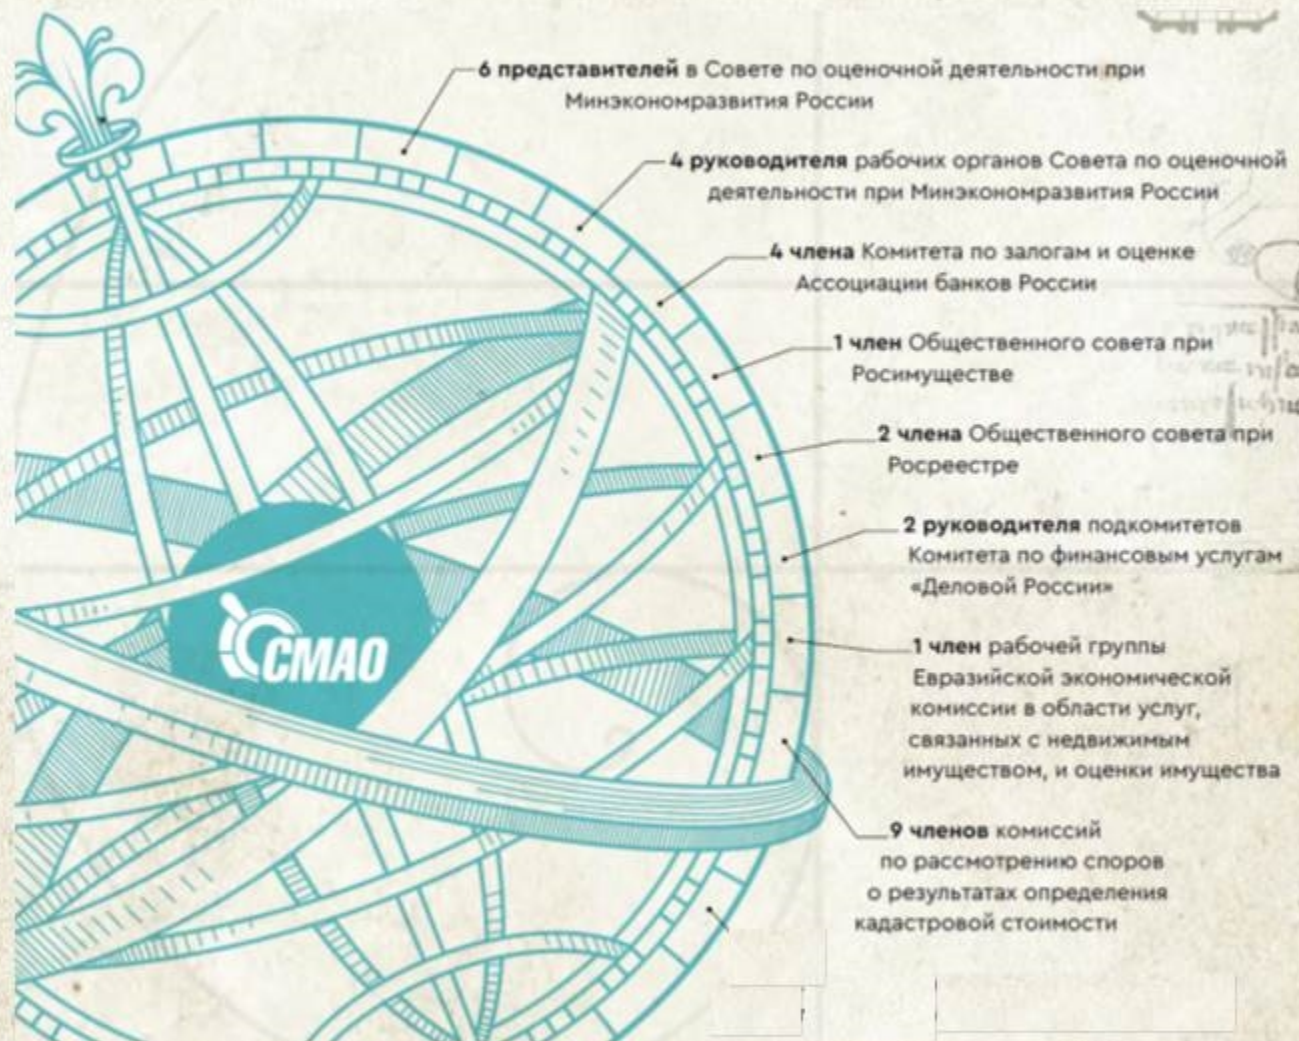 6 представителей в Совете по оценочной деятельности при
Минэкономразвития России
4 руководителя рабочих органов Совета по оценочной
деятельности при Минэкономразвития России
4 члена Комитета по залогам и оценке
Ассоциации банков России
1 член Общественного совета при
Росимуществе
2 члена Общественного совета при
Росреестре
2 руководителя подкомитетов
Комитета по финансовым услугам
«Деловой России»
1 член рабочей группы
Евразийской экономической
комиссии в области услуг,
связанных с недвижимым
имуществом, и оценки имущества
9 членов комиссий
по рассмотрению споров
о результатах определения
кадастровой стоимости
СМАО